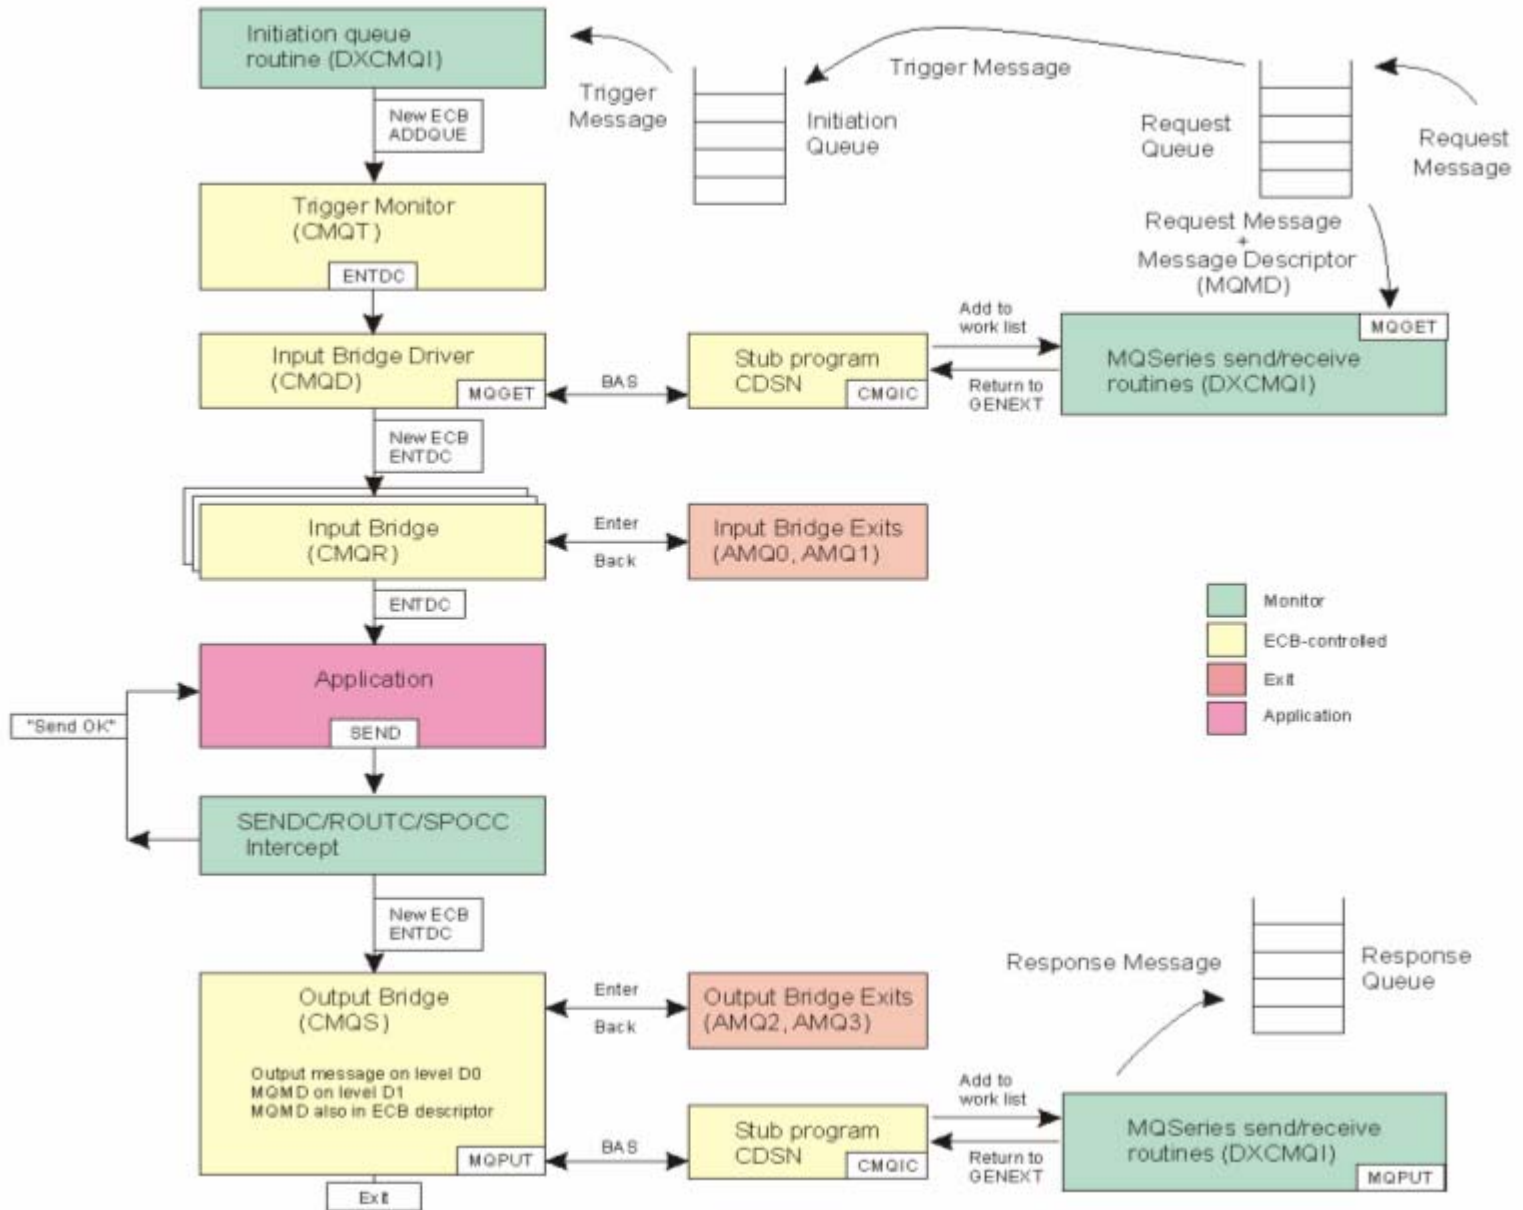 Initiation queue
routine (DXCMQI)
Trigger
Message
Initiation
Queue
Trigger Message
Request
Queue
Request
Message
New ECB
ADDQUE
Trigger Monitor
(CMQT)
ENTDC
Request Message
+
Message Descriptor
(MQMD)
Input Bridge Driver
(CMQD)
MQGET
BAS
Stub program
CDSN
CMQIC
Add to
work list
Return to
GENEXT
MQGET
MQSeries send/receive
routines (DXCMQI)
New ECB
ENTDC
Input Bridge
(CMQR)
Enter
Back
Input Bridge Exits
(AMQ0, AMQ1)
ENTDC
Monitor
ECB-controlled
Exit
Application
Application
SEND
"Send OK"
SENDC/ROUTC/SPOCC
Intercept
New ECB
ENTDC
Output Bridge
(CMQS)
Output message on level D0
MQMD on level D1
MQMD also in ECB descriptor
MQPUT
Exit
Enter
Back
Output Bridge Exits
(AMQ2, AMQ3)
BAS
Stub program
CDSN
CMQIC
Add to
work list
Return to
GENEXT
Response Message
Response
Queue
MQSeries send/receive
routines (DXCMQI)
MQPUT